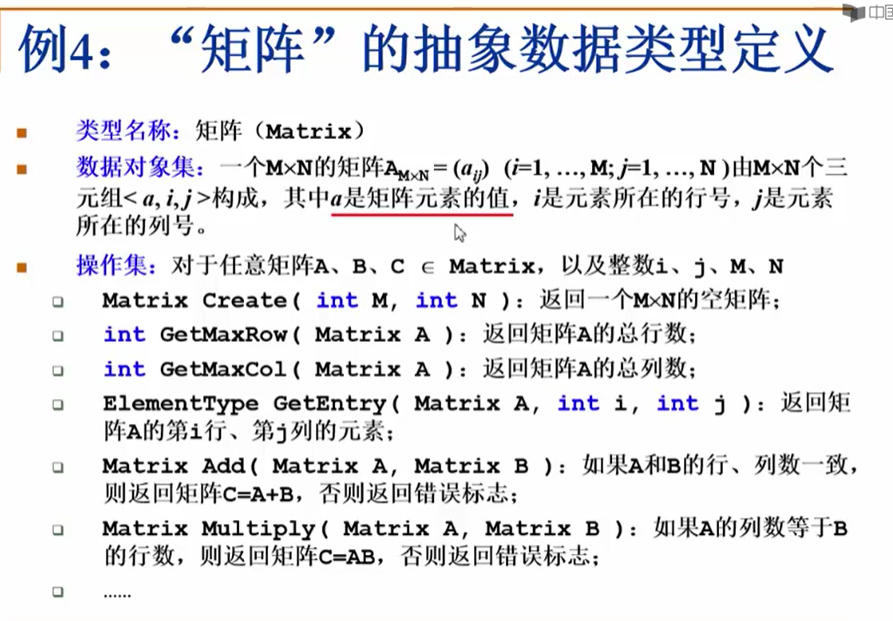 中国
例4：“矩阵”的抽象数据类型定义
类型名称：矩阵（Matrix）
数据对象集：一个M×N的矩阵A_{M×N} = (a_{ij}) (i=1, …, M; j=1, …, N )由M×N个三
元组< a, i, j >构成，其中a是矩阵元素的值，i是元素所在的行号，j是元素
所在的列号。
操作集：对于任意矩阵A、B、C ∈ Matrix，以及整数i、j、M、N
Matrix Create( int M, int N )：返回一个M×N的空矩阵；
int GetMaxRow( Matrix A )：返回矩阵A的总行数；
int GetMaxCol( Matrix A )：返回矩阵A的总列数；
ElementType GetEntry( Matrix A, int i, int j )：返回矩
阵A的第i行、第j列的元素；
Matrix Add( Matrix A, Matrix B )：如果A和B的行、列数一致，
则返回矩阵C=A+B，否则返回错误标志；
Matrix Multiply( Matrix A, Matrix B )：如果A的列数等于B
的行数，则返回矩阵C=AB，否则返回错误标志；
……